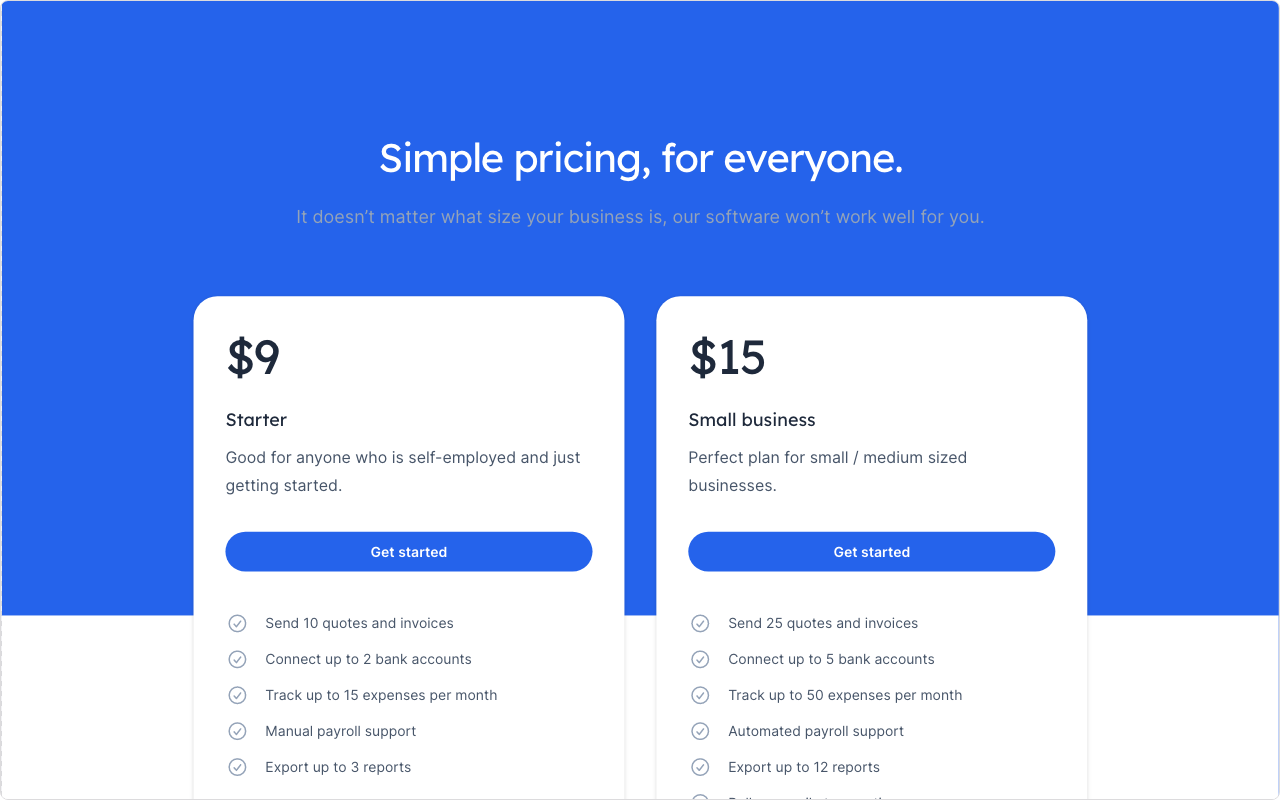 Simple pricing, for everyone.
It doesn’t matter what size your business is, our software won’t work well for you.
$9
Starter
Good for anyone who is self-employed and just
getting started.
Get started
Send 10 quotes and invoices
Connect up to 2 bank accounts
Track up to 15 expenses per month
Manual payroll support
Export up to 3 reports
$15
Small business
Perfect plan for small / medium sized
businesses.
Get started
Send 25 quotes and invoices
Connect up to 5 bank accounts
Track up to 50 expenses per month
Automated payroll support
Export up to 12 reports